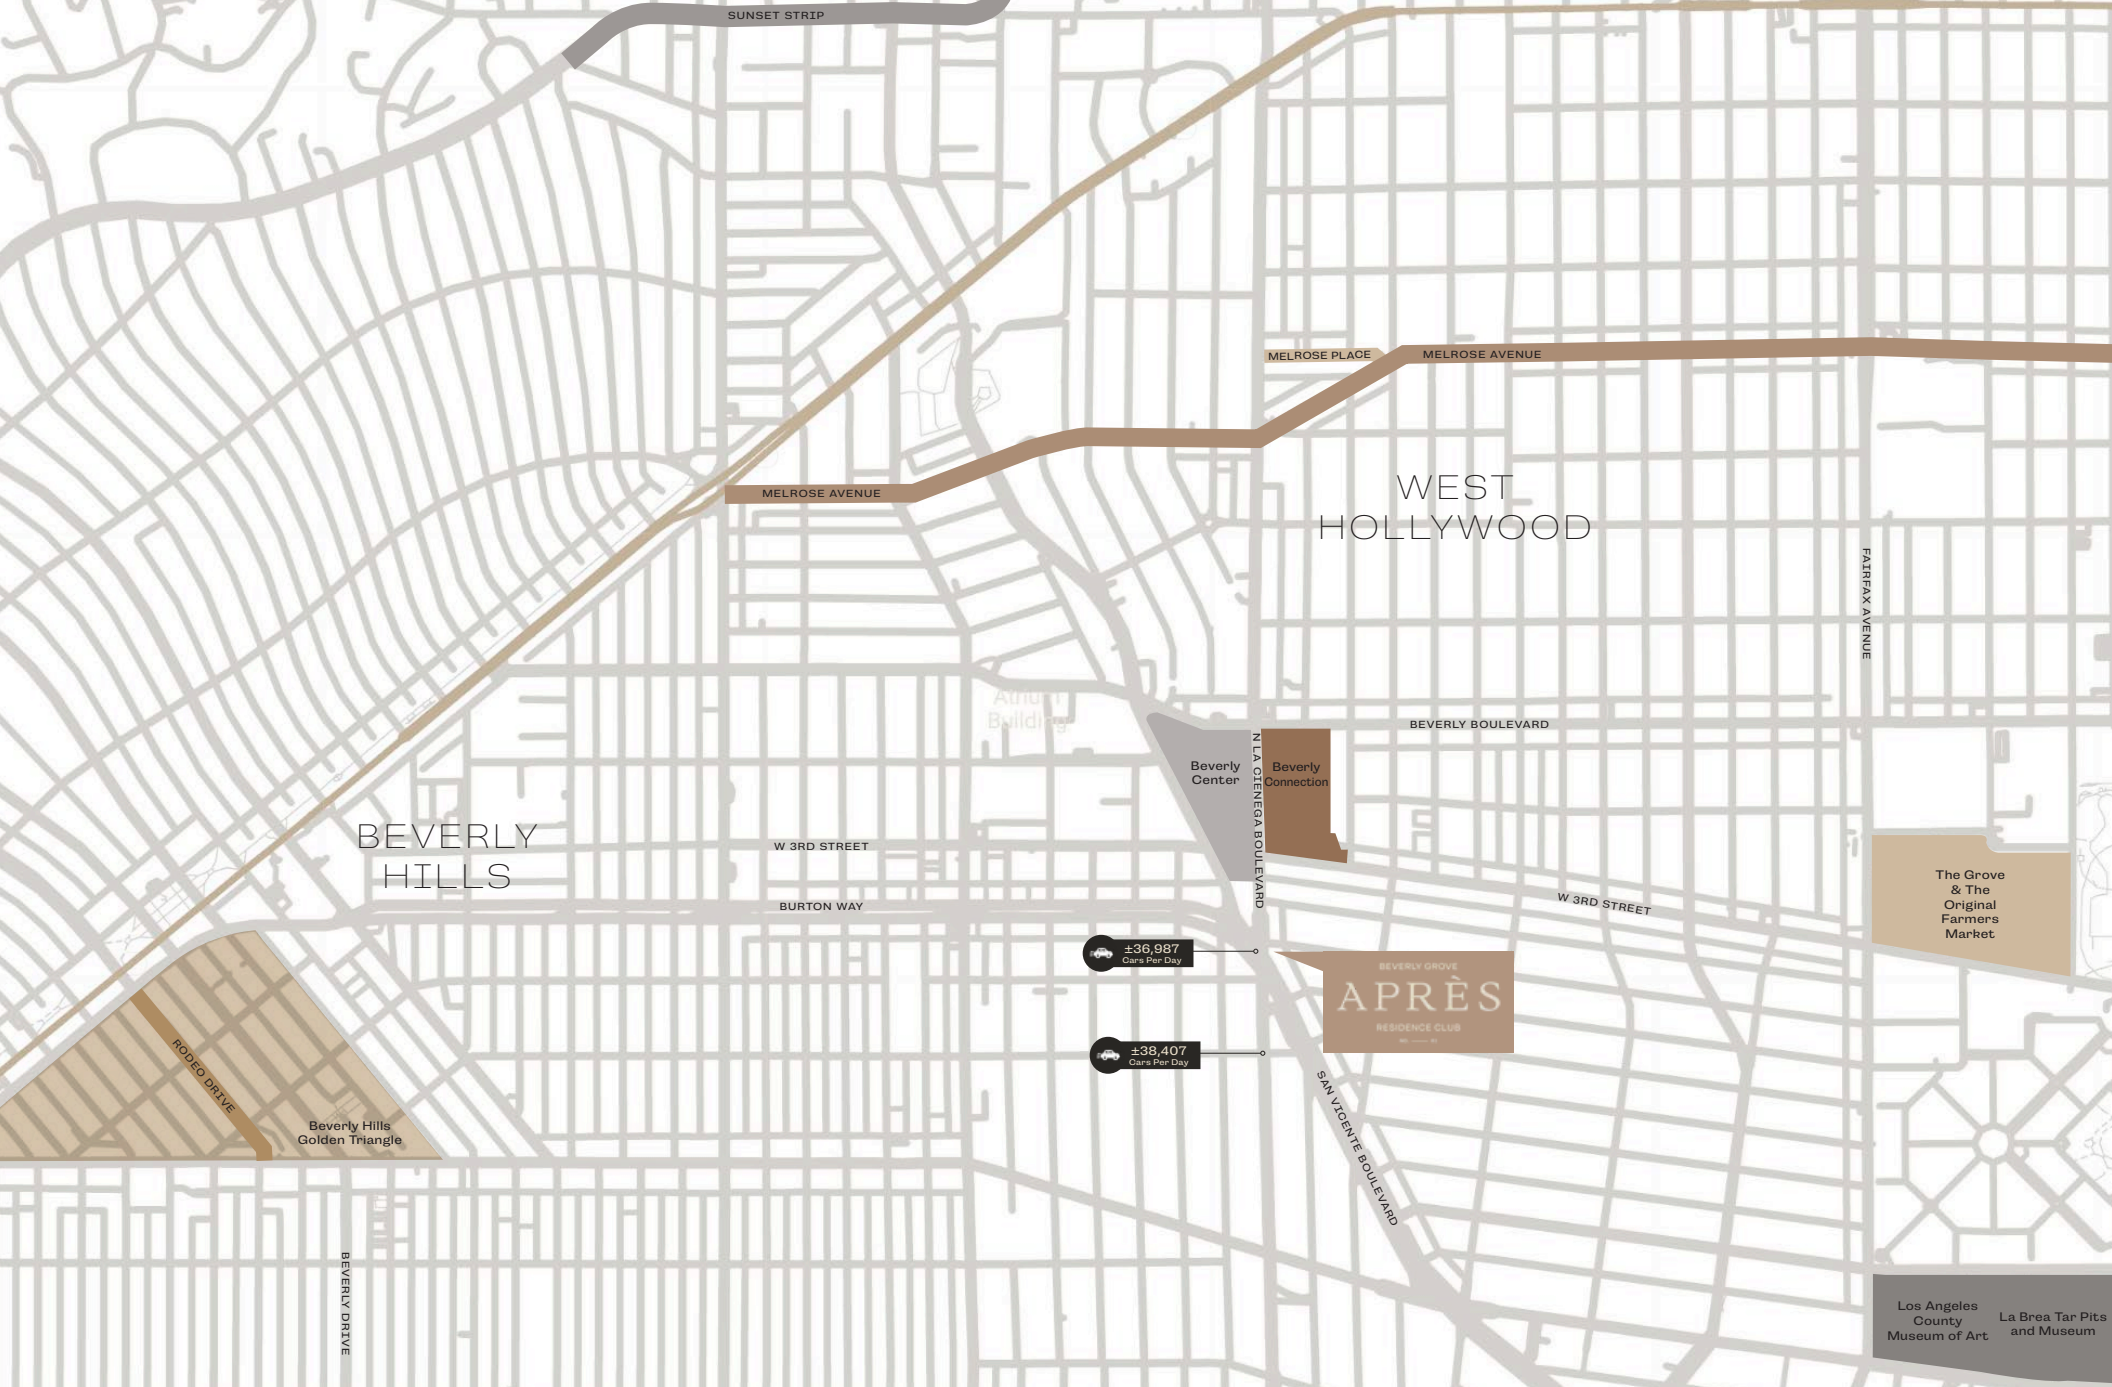 SUNSET STRIP
MELROSE PLACE
MELROSE AVENUE
MELROSE AVENUE
WEST
HOLLYWOOD
FAIRFAX AVENUE
Atrium
Building
BEVERLY BOULEVARD
N LA CIENEGA BOULEVARD
Beverly
Center
Beverly
Connection
BEVERLY
HILLS
W 3RD STREET
BURTON WAY
W 3RD STREET
The Grove
& The
Original
Farmers
Market
±36,987
Cars Per Day
BEVERLY GROVE
APRÈS
RESIDENCE CLUB
±38,407
Cars Per Day
RODEO DRIVE
Beverly Hills
Golden Triangle
SAN VICENTE BOULEVARD
BEVERLY DRIVE
Los Angeles
County
Museum of Art
La Brea Tar Pits
and Museum